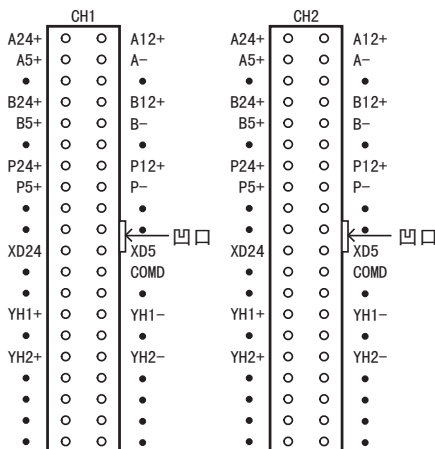 CH1 CH2
A24+ A12+ A24+ A12+
A5+ A- A5+ A-
• • • •
B24+ B12+ B24+ B12+
B5+ B- B5+ B-
• • • •
P24+ P12+ P24+ P12+
P5+ P- P5+ P-
• • • •
• • 凹口 • • 凹口
XD24 XD5 XD24 XD5
• COMD • COMD
• • • •
YH1+ YH1- YH1+ YH1-
• • • •
YH2+ YH2- YH2+ YH2-
• • • •
• • • •
• • • •
• • • •